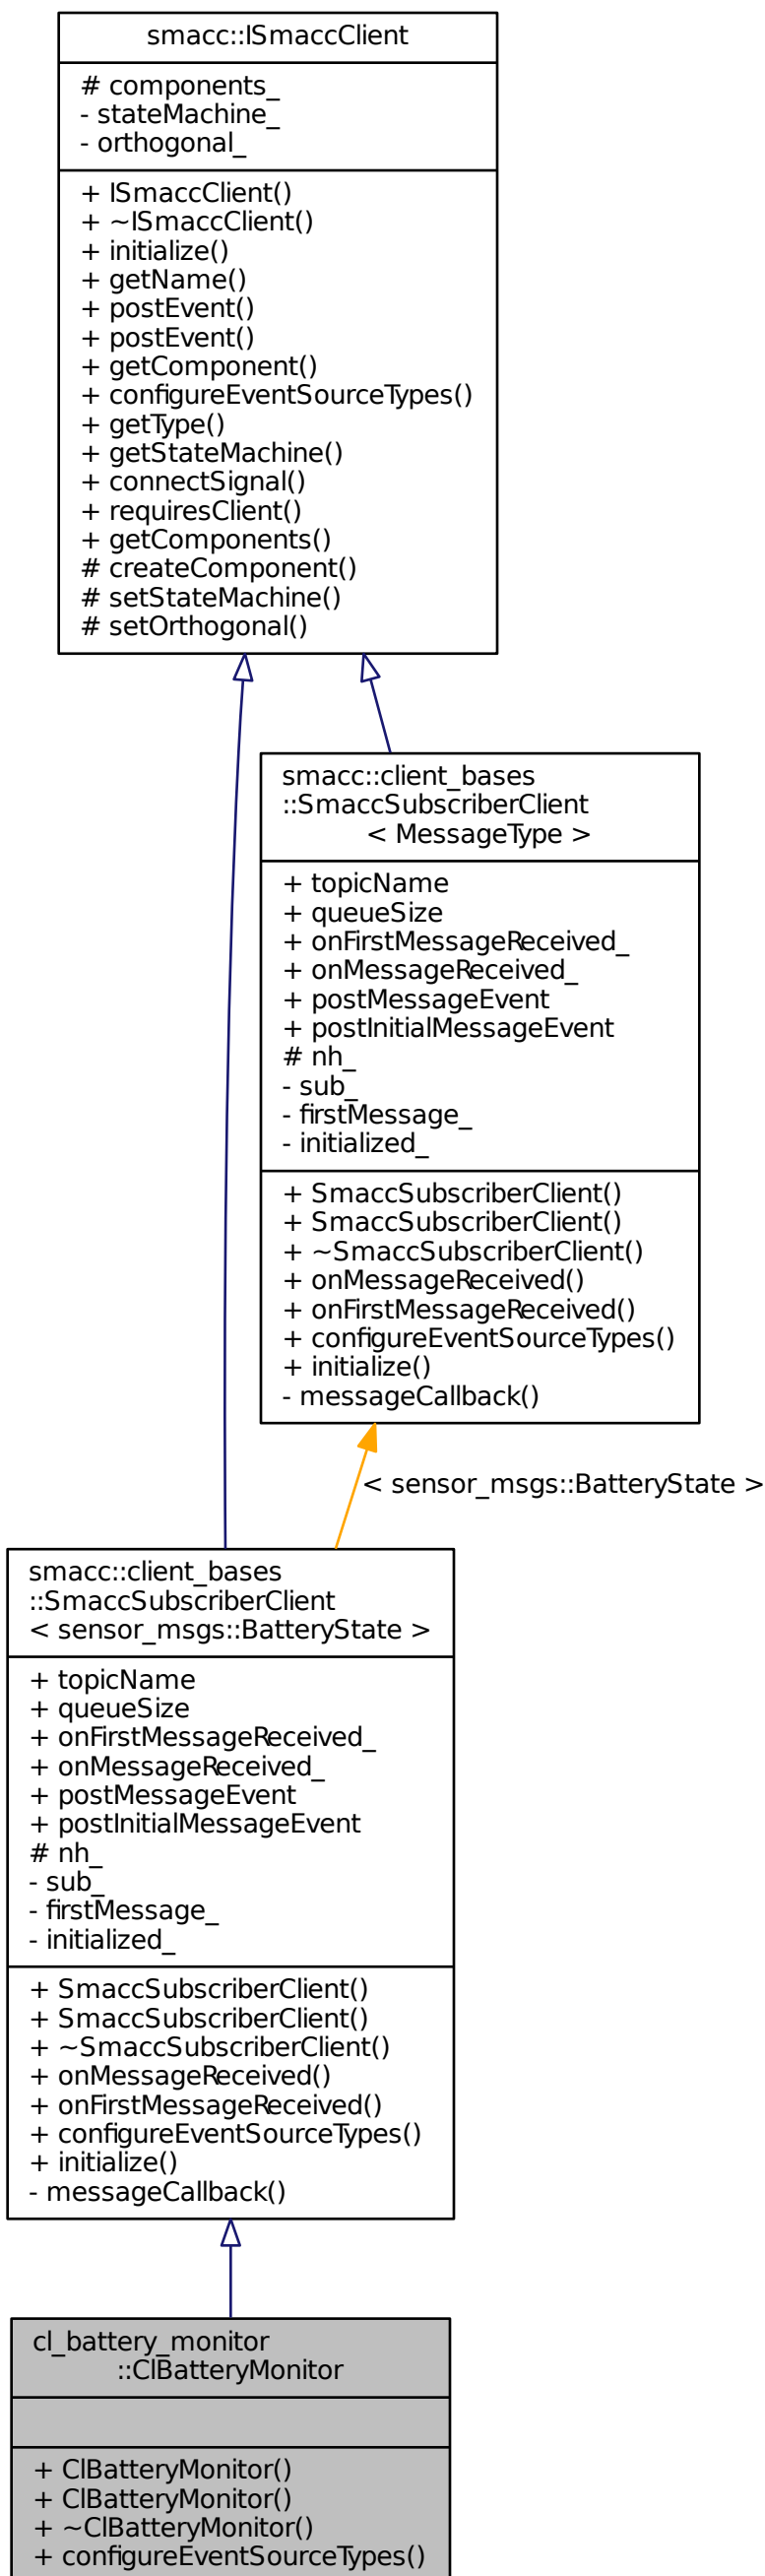 smacc::ISmaccClient
# components_
- stateMachine_
- orthogonal_
+ ISmaccClient()
+ ~ISmaccClient()
+ initialize()
+ getName()
+ postEvent()
+ postEvent()
+ getComponent()
+ configureEventSourceTypes()
+ getType()
+ getStateMachine()
+ connectSignal()
+ requiresClient()
+ getComponents()
# createComponent()
# setStateMachine()
# setOrthogonal()
smacc::client_bases
::SmaccSubscriberClient
< MessageType >
+ topicName
+ queueSize
+ onFirstMessageReceived_
+ onMessageReceived_
+ postMessageEvent
+ postInitialMessageEvent
# nh_
- sub_
- firstMessage_
- initialized_
+ SmaccSubscriberClient()
+ SmaccSubscriberClient()
+ ~SmaccSubscriberClient()
+ onMessageReceived()
+ onFirstMessageReceived()
+ configureEventSourceTypes()
+ initialize()
- messageCallback()
< sensor_msgs::BatteryState >
smacc::client_bases
::SmaccSubscriberClient
< sensor_msgs::BatteryState >
+ topicName
+ queueSize
+ onFirstMessageReceived_
+ onMessageReceived_
+ postMessageEvent
+ postInitialMessageEvent
# nh_
- sub_
- firstMessage_
- initialized_
+ SmaccSubscriberClient()
+ SmaccSubscriberClient()
+ ~SmaccSubscriberClient()
+ onMessageReceived()
+ onFirstMessageReceived()
+ configureEventSourceTypes()
+ initialize()
- messageCallback()
cl_battery_monitor
::ClBatteryMonitor
+ ClBatteryMonitor()
+ ClBatteryMonitor()
+ ~ClBatteryMonitor()
+ configureEventSourceTypes()